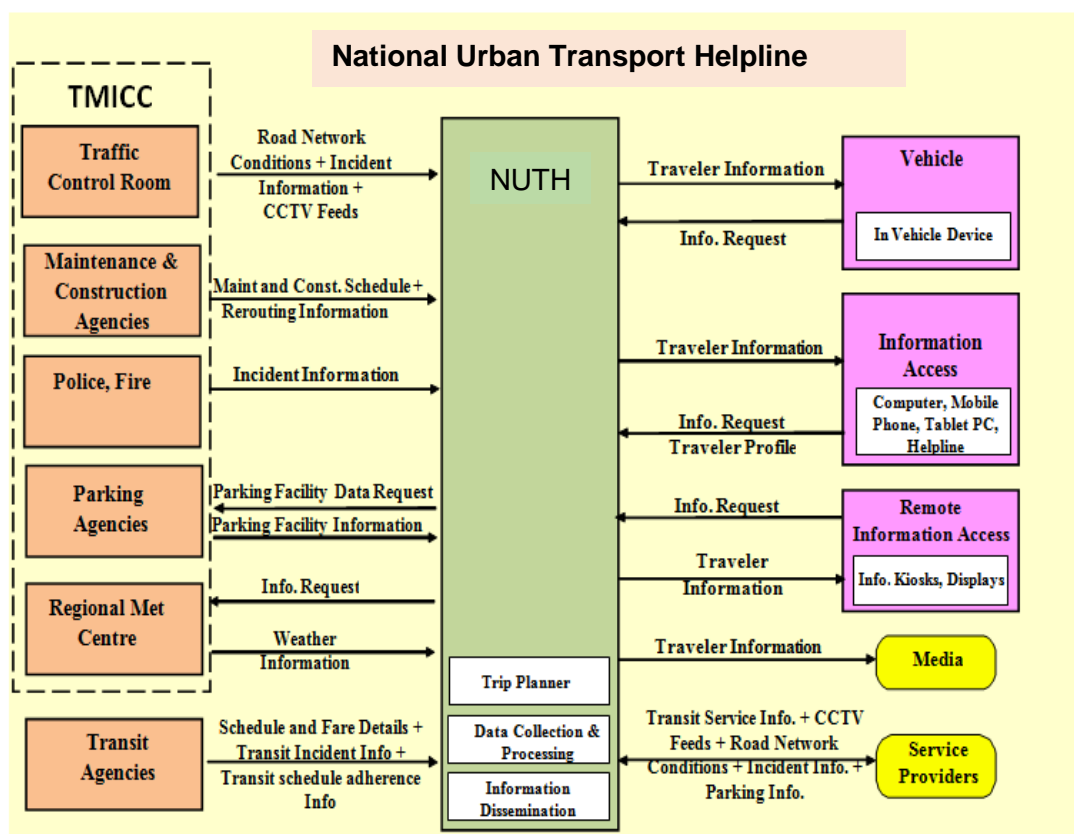 National Urban Transport Helpline
TMICC
Traffic
Control Room
Road Network
Conditions + Incident
Information +
CCTV Feeds
Maintenance &
Construction
Agencies
Maint and Const. Schedule +
Rerouting Information
Police, Fire
Incident Information
Parking
Agencies
Parking Facility Data Request
Parking Facility Information
Regional Met
Centre
Info. Request
Weather
Information
Transit
Agencies
Schedule and Fare Details +
Transit Incident Info +
Transit schedule adherence
Info
NUTH
Trip Planner
Data Collection &
Processing
Information
Dissemination
Traveler Information
Info. Request
Vehicle
In Vehicle Device
Traveler Information
Info. Request
Traveler Profile
Information
Access
Computer, Mobile
Phone, Tablet PC,
Helpline
Info. Request
Traveler
Information
Remote
Information Access
Info. Kiosks, Displays
Traveler Information
Media
Transit Service Info. + CCTV
Feeds + Road Network
Conditions + Incident Info. +
Parking Info.
Service
Providers